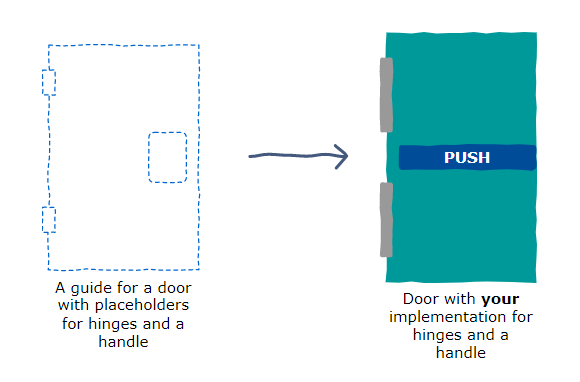 PUSH
A guide for a door
with placeholders
for hinges and a
handle
Door with your
implementation for
hinges and a
handle